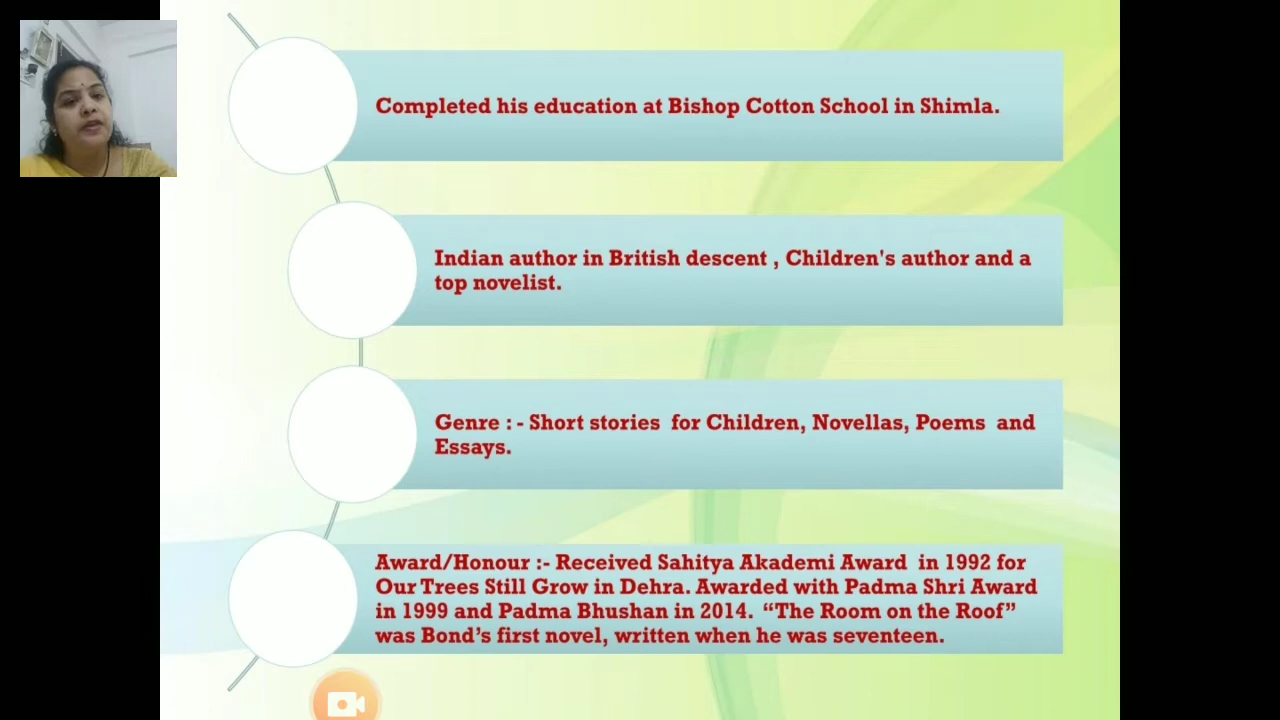 Completed his education at Bishop Cotton School in Shimla.
Indian author in British descent , Children's author and a
top novelist.
Genre : - Short stories for Children, Novellas, Poems and
Essays.
Award/Honour :- Received Sahitya Akademi Award in 1992 for
Our Trees Still Grow in Dehra. Awarded with Padma Shri Award
in 1999 and Padma Bhushan in 2014. “The Room on the Roof”
was Bond’s first novel, written when he was seventeen.